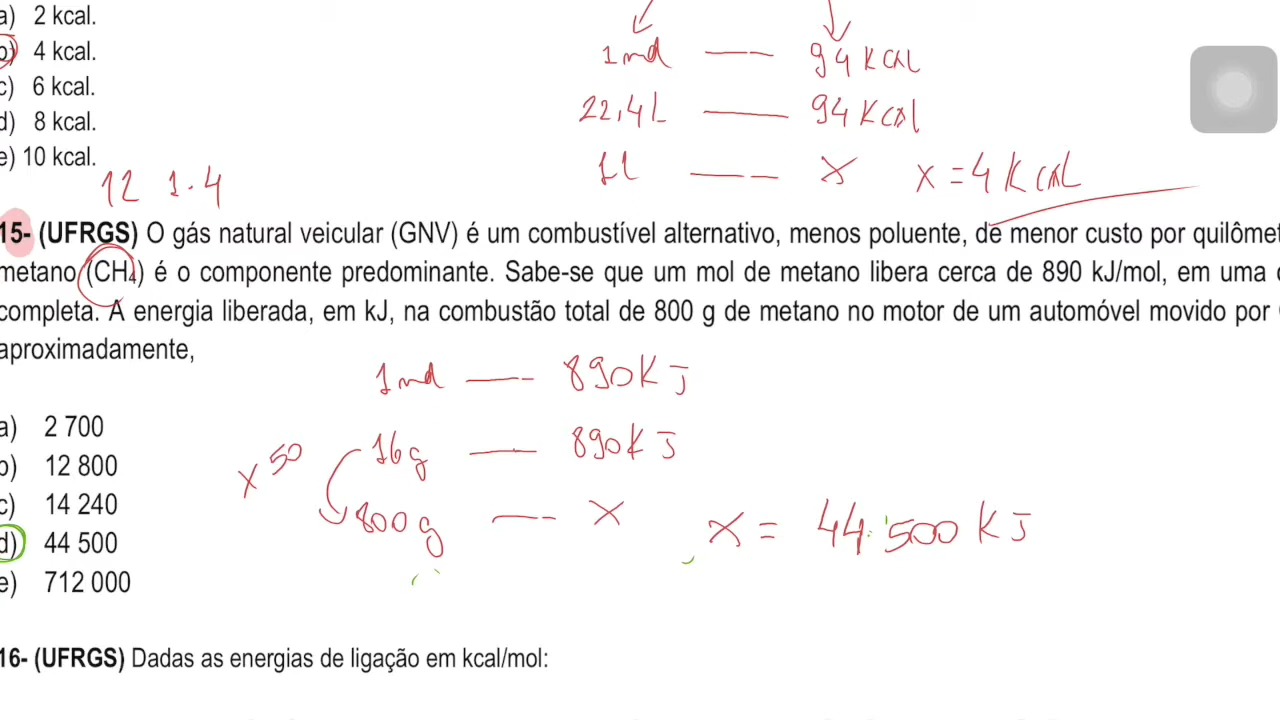 a) 2 kcal.
b) 4 kcal.
c) 6 kcal.
d) 8 kcal.
e) 10 kcal.
1 mol — 94 KCAL
22,4 L — 94 KCAL
1L — X X = 4 KCAL
12 1.4
15- (UFRGS) O gás natural veicular (GNV) é um combustível alternativo, menos poluente, de menor custo por quilômet
metano (CH₄) é o componente predominante. Sabe-se que um mol de metano libera cerca de 890 kJ/mol, em uma
completa. A energia liberada, em kJ, na combustão total de 800 g de metano no motor de um automóvel movido por
aproximadamente,
1 mol — 890 KJ
16g — 890 KJ
x 50
800g — X X = 44.500 KJ
a) 2 700
b) 12 800
c) 14 240
d) 44 500
e) 712 000
16- (UFRGS) Dadas as energias de ligação em kcal/mol: